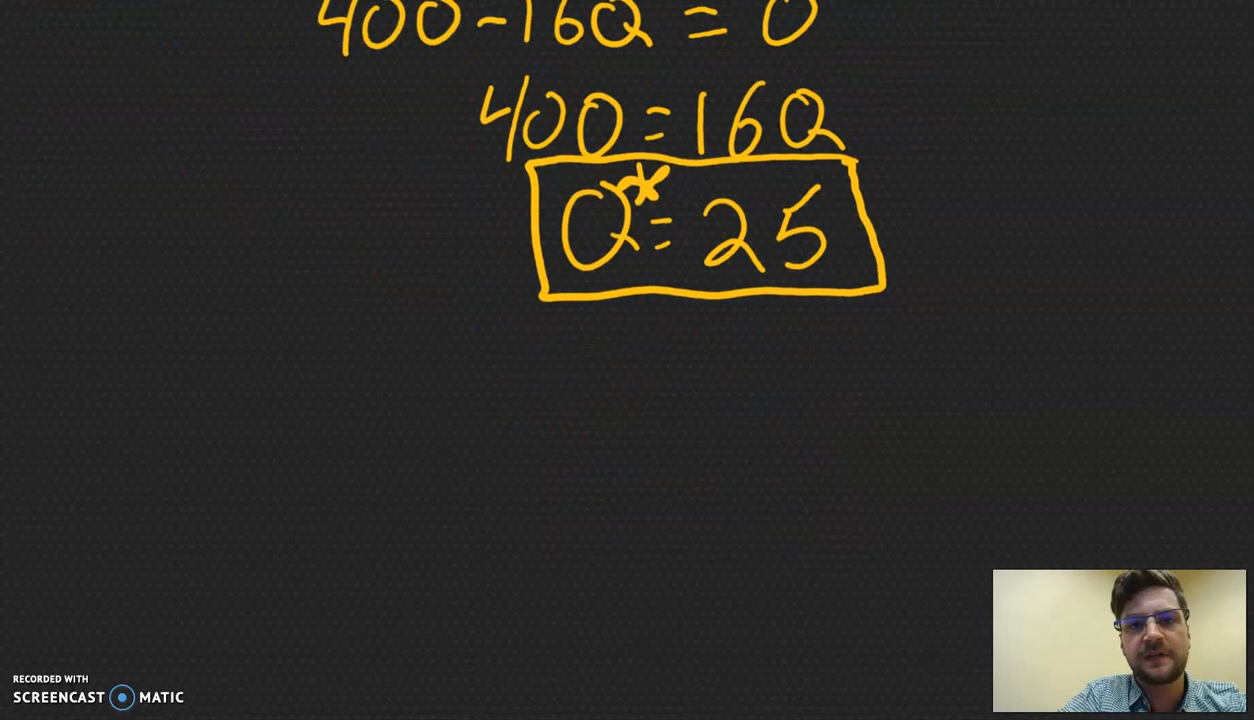 400-16Q = 0
400=16Q
Q*= 25
RECORDED WITH
SCREENCAST MATIC